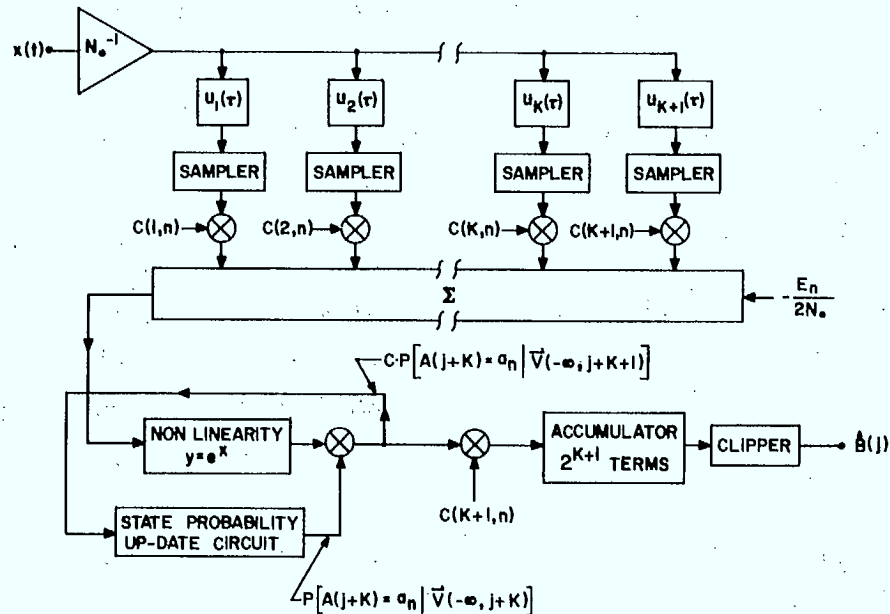 x(t)
N₀⁻¹
u₁(τ) u₂(τ) u_K(τ) u_{K+1}(τ)
SAMPLER SAMPLER SAMPLER SAMPLER
C(1,n) C(2,n) C(K,n) C(K+1,n)
Σ
-E_n/2N₀
C·P[A(j+K) = a_n | V⃗(-∞, j+K+1)]
NON LINEARITY
y=e^x
ACCUMULATOR
2^{K+1}
TERMS
CLIPPER
B̂(j)
C(K+1,n)
STATE PROBABILITY
UP-DATE CIRCUIT
P[A(j+K) = a_n | V⃗(-∞, j+K)]